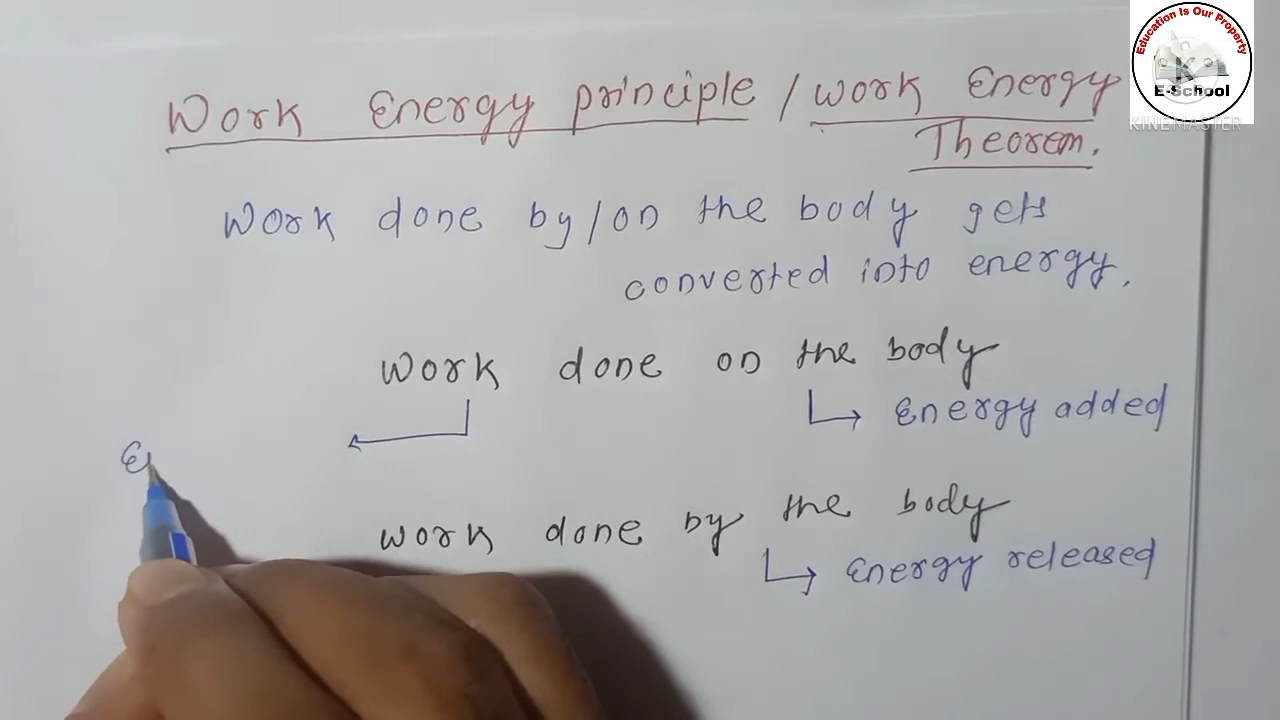 Education Is Our Property
K
E-School
KINEMASTER
Work Energy principle / Work Energy
Theorem.
Work done by/on the body gets
converted into energy.
Work done on the body
Energy added
E
Work done by the body
Energy released